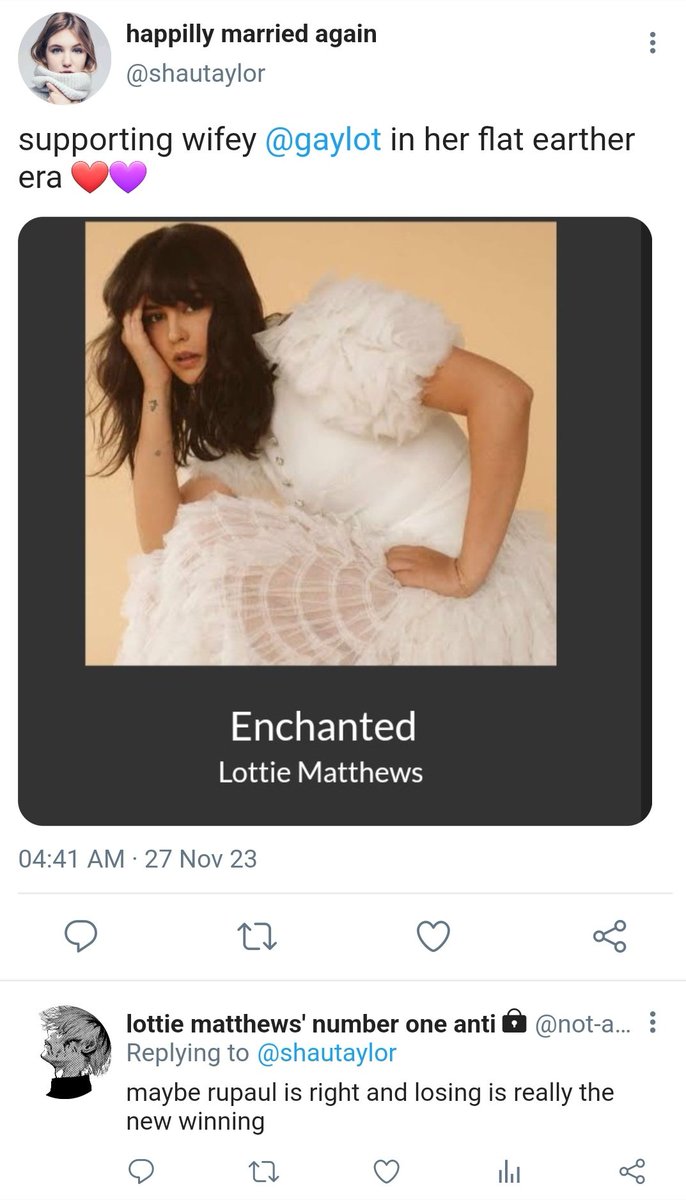 happilly married again
@shautaylor
supporting wifey @gaylot in her flat earther
era ❤️💜
Enchanted
Lottie Matthews
04:41 AM · 27 Nov 23
lottie matthews' number one anti 🔒 @not-a...
Replying to @shautaylor
maybe rupaul is right and losing is really the
new winning